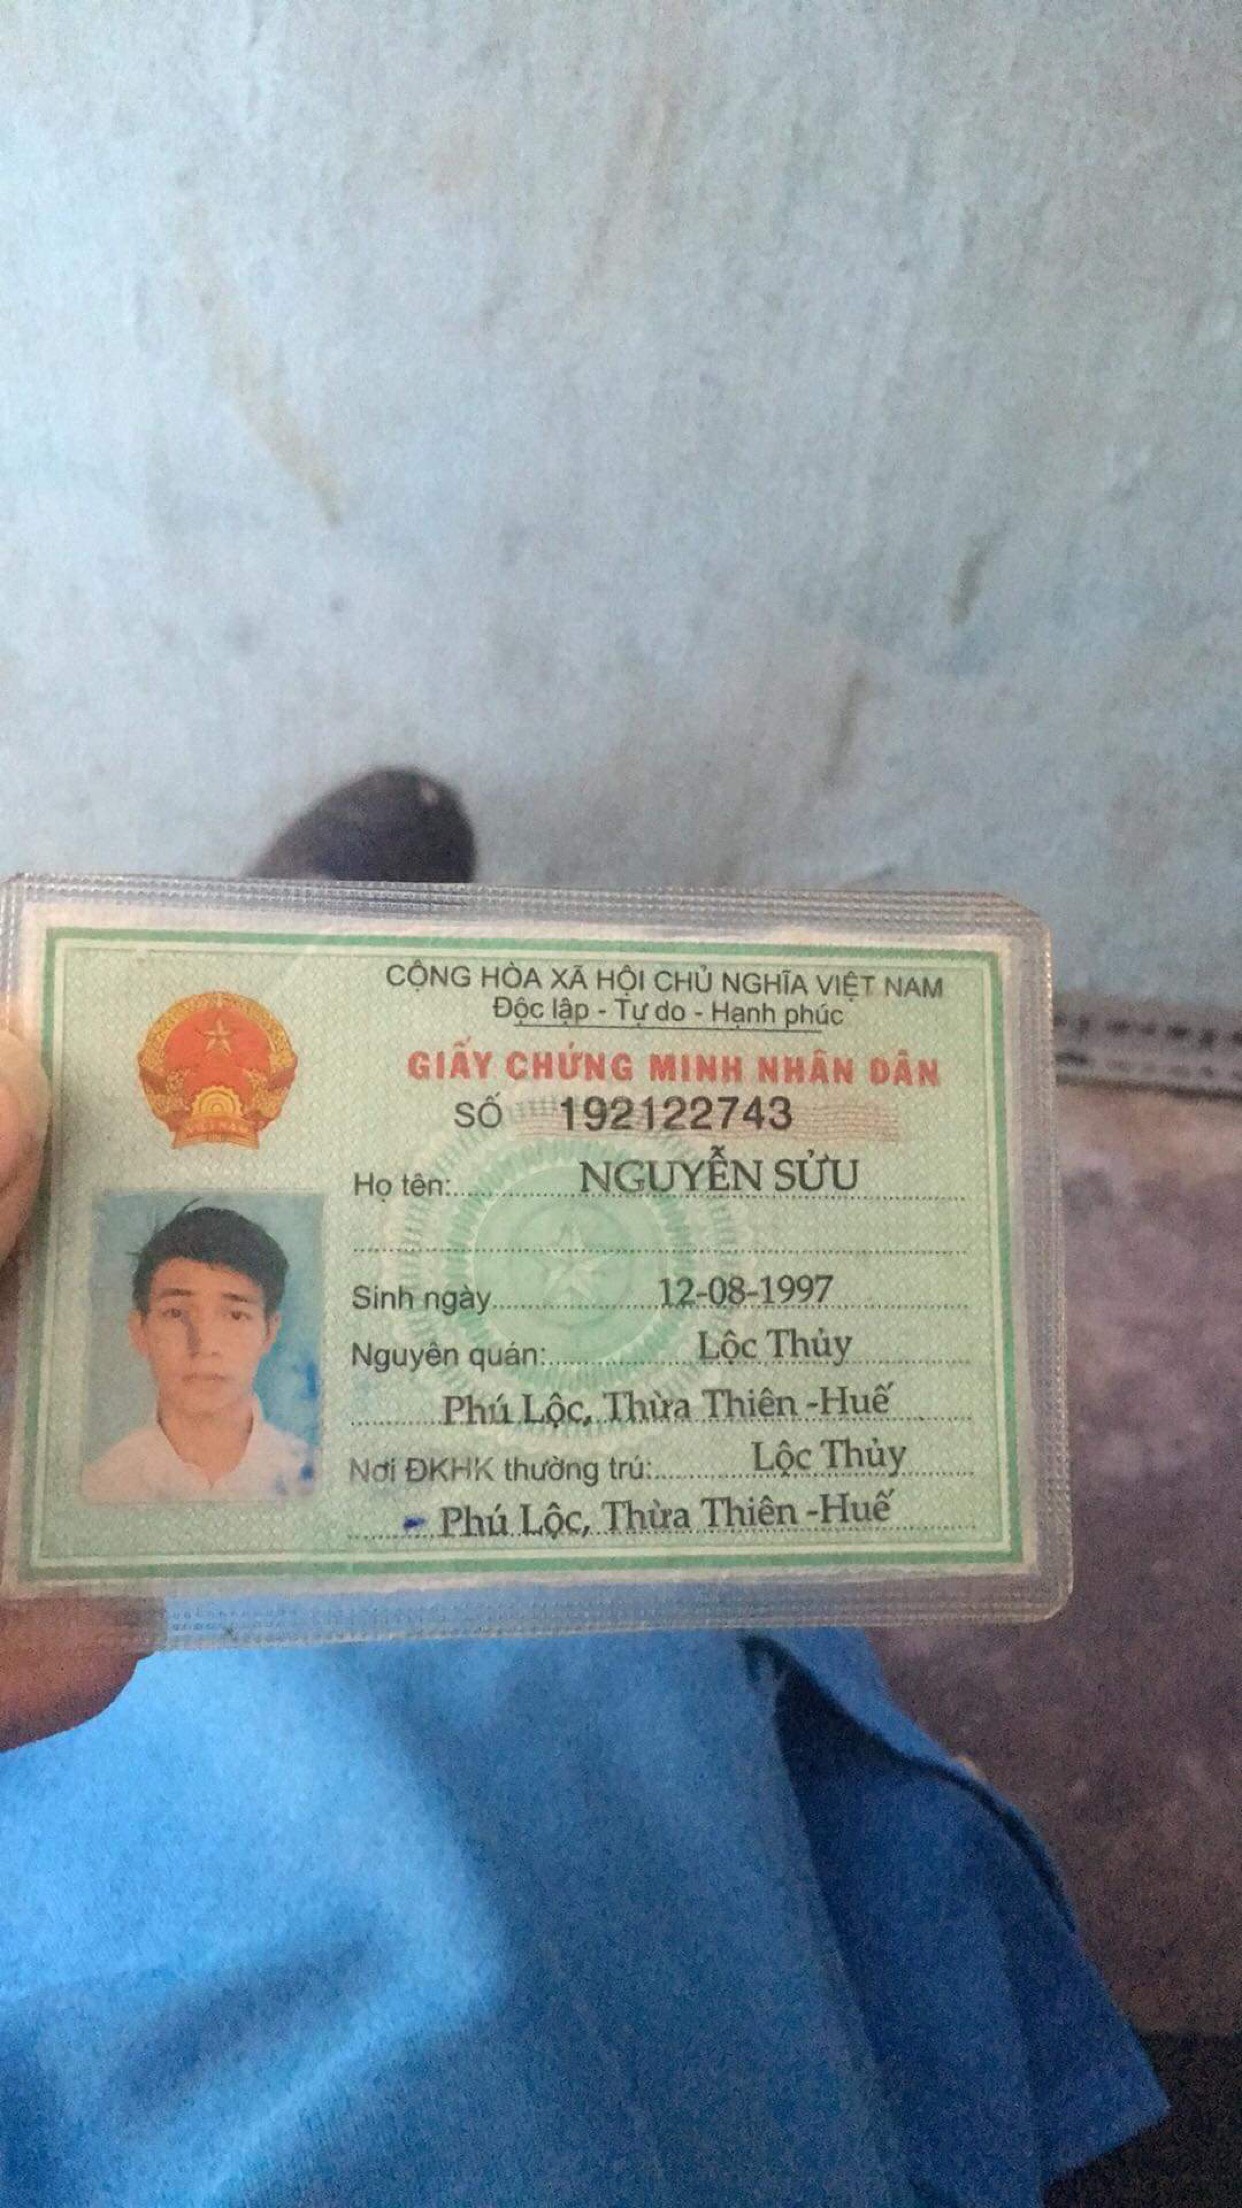 CỘNG HÒA XÃ HỘI CHỦ NGHĨA VIỆT NAM
Độc lập - Tự do - Hạnh phúc
GIẤY CHỨNG MINH NHÂN DÂN
SỐ 192122743
Họ tên: NGUYỄN SỬU
Sinh ngày 12-08-1997
Nguyên quán: Lộc Thủy
Phú Lộc, Thừa Thiên -Huế
Nơi ĐKHK thường trú: Lộc Thủy
Phú Lộc, Thừa Thiên -Huế
VIỆT NAM